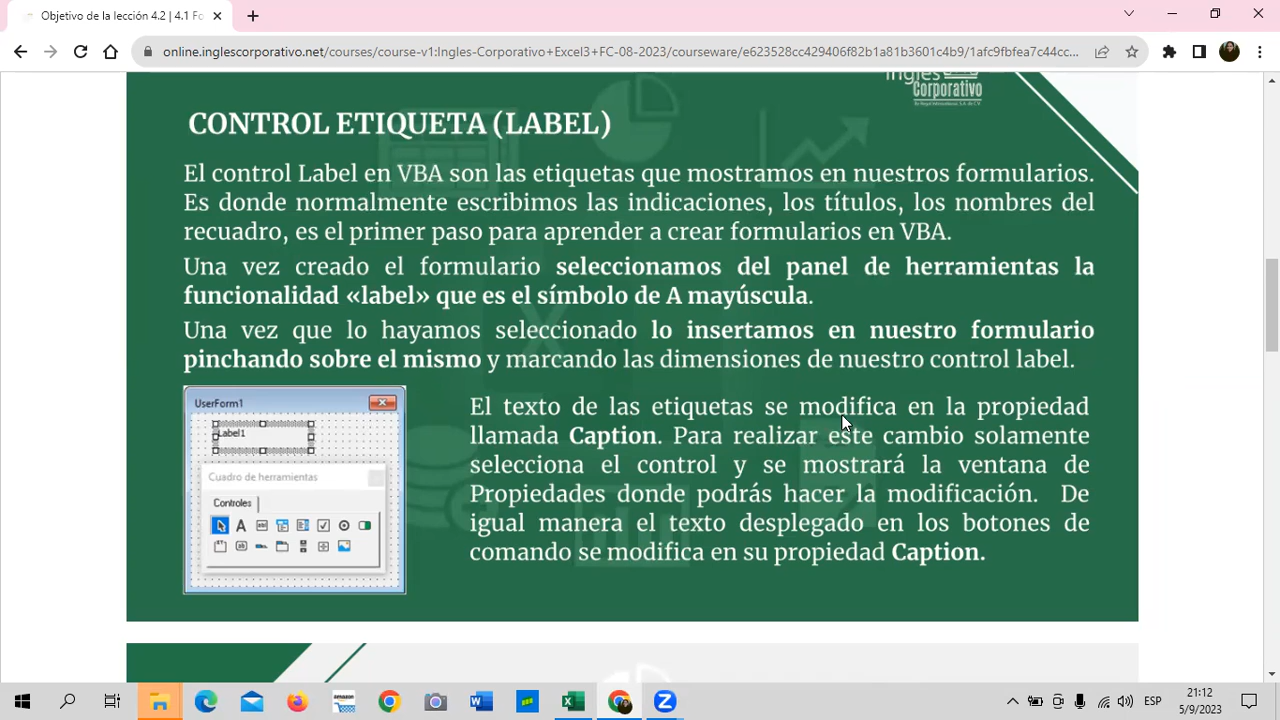 Objetivo de la lección 4.2 | 4.1 F
online.inglescorporativo.net/courses/course-v1:Ingles-Corporativo+Excel3+FC-08-2023/courseware/e623528cc429406f82b1a81b3601c4b9/1afc9fbfea7c44cc...
Ingles
Corporativo
CONTROL ETIQUETA (LABEL)
El control Label en VBA son las etiquetas que mostramos en nuestros formularios.
Es donde normalmente escribimos las indicaciones, los títulos, los nombres del
recuadro, es el primer paso para aprender a crear formularios en VBA.
Una vez creado el formulario seleccionamos del panel de herramientas la
funcionalidad «label» que es el símbolo de A mayúscula.
Una vez que lo hayamos seleccionado lo insertamos en nuestro formulario
pinchando sobre el mismo y marcando las dimensiones de nuestro control label.
UserForm1
Label1
Cuadro de herramientas
Controles
El texto de las etiquetas se modifica en la propiedad
llamada Caption. Para realizar este cambio solamente
selecciona el control y se mostrará la ventana de
Propiedades donde podrás hacer la modificación. De
igual manera el texto desplegado en los botones de
comando se modifica en su propiedad Caption.
ESP
21:12
5/9/2023